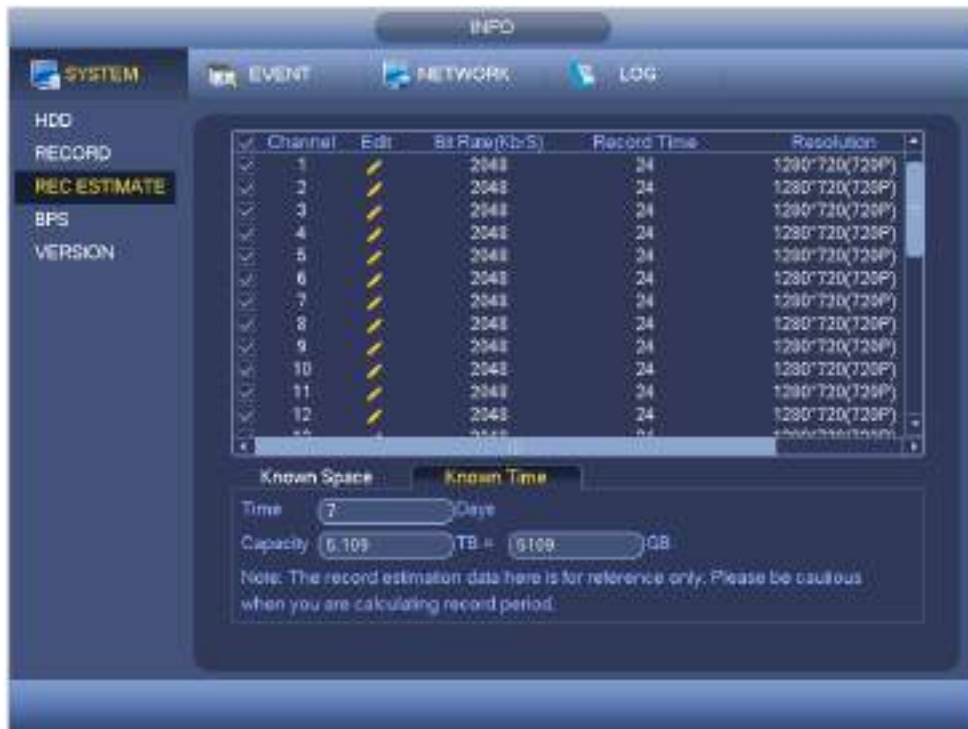 INFO
SYSTEM EVENT NETWORK LOG
HDD
RECORD
REC ESTIMATE
BPS
VERSION
Channel Edit Bit Rate(Kb/S) Record Time Resolution
1 2048 24 1280*720(720P)
2 2048 24 1280*720(720P)
3 2048 24 1280*720(720P)
4 2048 24 1280*720(720P)
5 2048 24 1280*720(720P)
6 2048 24 1280*720(720P)
7 2048 24 1280*720(720P)
8 2048 24 1280*720(720P)
9 2048 24 1280*720(720P)
10 2048 24 1280*720(720P)
11 2048 24 1280*720(720P)
12 2048 24 1280*720(720P)
Known Space Known Time
Time 7 Days
Capacity 5.109 TB = 5109 GB
Note: The record estimation data here is for reference only. Please be cautious
when you are calculating record period.